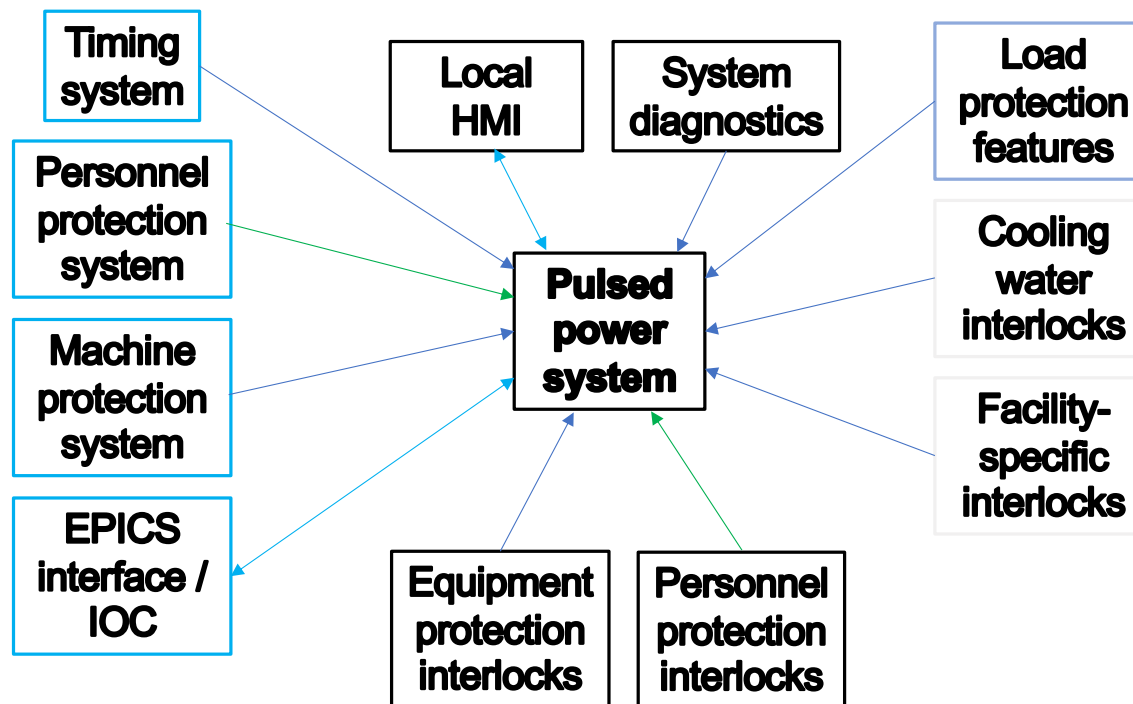 Timing
system
Local
HMI
System
diagnostics
Load
protection
features
Personnel
protection
system
Cooling
water
interlocks
Pulsed
power
system
Machine
protection
system
Facility-
specific
interlocks
EPICS
interface /
IOC
Equipment
protection
interlocks
Personnel
protection
interlocks